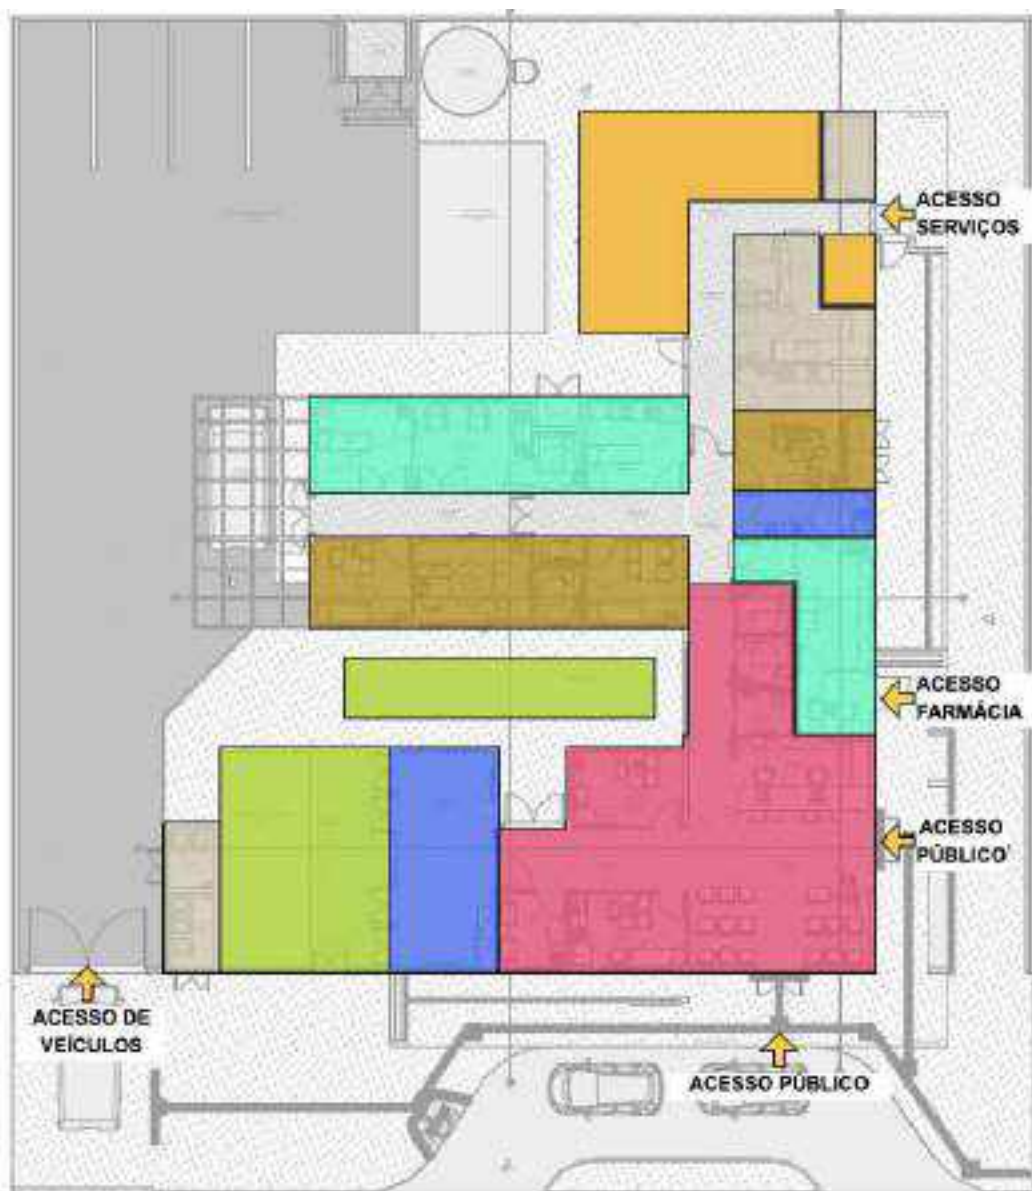 ACESSO
SERVIÇOS
ACESSO
FARMÁCIA
ACESSO
PÚBLICO
ACESSO DE
VEÍCULOS
ACESSO PÚBLICO